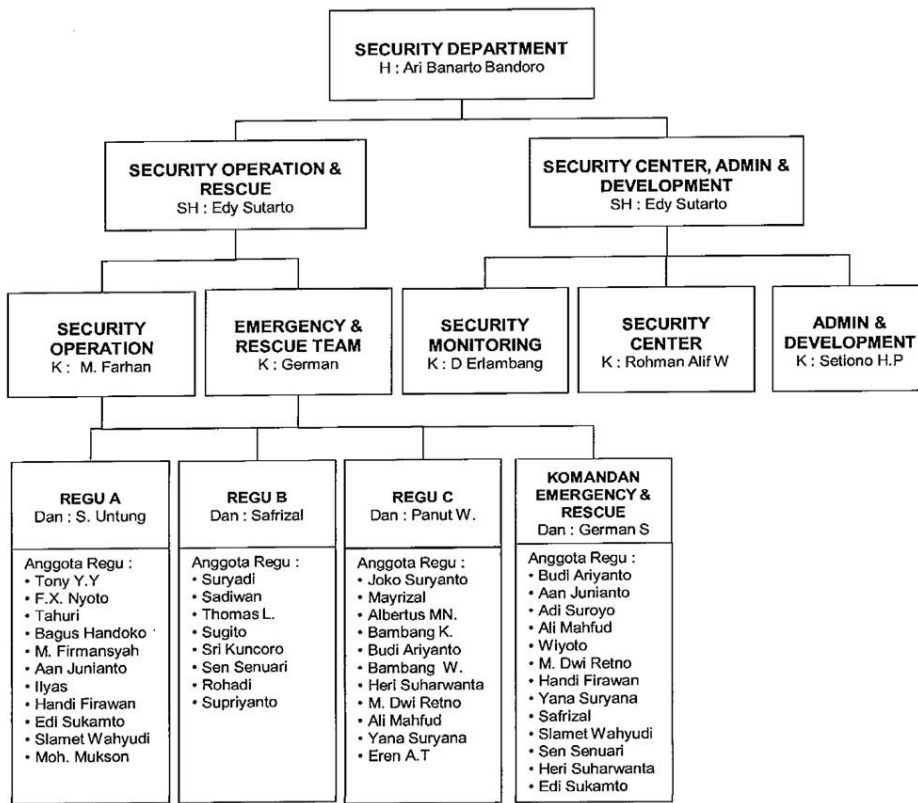 SECURITY DEPARTMENT
H : Ari Banarto Bandoro
SECURITY OPERATION &
RESCUE
SH : Edy Sutarto
SECURITY CENTER, ADMIN &
DEVELOPMENT
SH : Edy Sutarto
SECURITY
OPERATION
K : M. Farhan
EMERGENCY &
RESCUE TEAM
K : German
SECURITY
MONITORING
K : D Erlambang
SECURITY
CENTER
K : Rohman Alif W
ADMIN &
DEVELOPMENT
K : Setiono H.P
REGU A
Dan : S. Untung
Anggota Regu :
• Tony Y.Y
• F.X. Nyoto
• Tahuri
• Bagus Handoko
• M. Firmansyah
• Aan Junianto
• Ilyas
• Handi Firawan
• Edi Sukamto
• Slamet Wahyudi
• Moh. Mukson
REGU B
Dan : Safrizal
Anggota Regu :
• Suryadi
• Sadiwan
• Thomas L.
• Sugito
• Sri Kuncoro
• Sen Senuari
• Rohadi
• Supriyanto
REGU C
Dan : Panut W.
Anggota Regu :
• Joko Suryanto
• Mayrizal
• Albertus MN.
• Bambang K.
• Budi Ariyanto
• Bambang W.
• Heri Suharwanta
• M. Dwi Retno
• Ali Mahfud
• Yana Suryana
• Eren A.T
KOMANDAN
EMERGENCY &
RESCUE
Dan : German S
Anggota Regu :
• Budi Ariyanto
• Aan Junianto
• Adi Suroyo
• Ali Mahfud
• Wiyoto
• M. Dwi Retno
• Handi Firawan
• Yana Suryana
• Safrizal
• Slamet Wahyudi
• Sen Senuari
• Heri Suharwanta
• Edi Sukamto